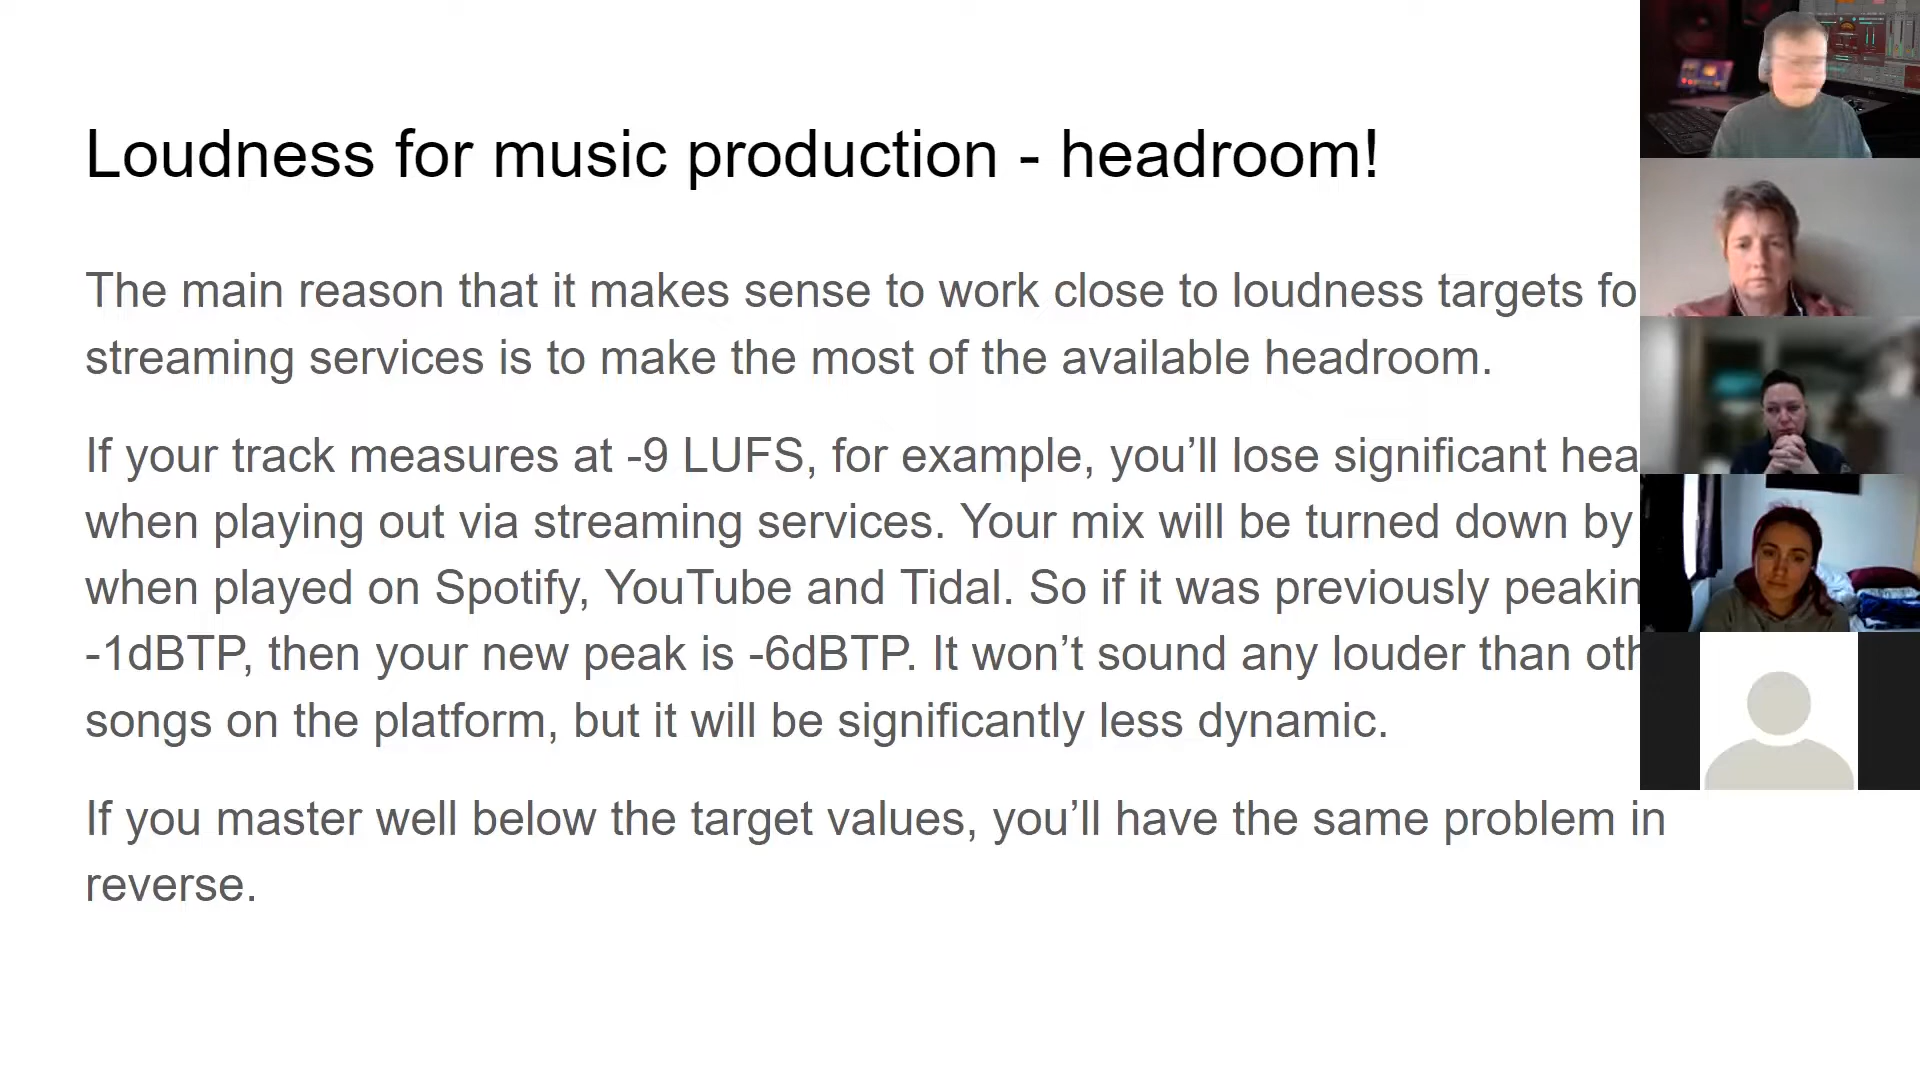 Loudness for music production - headroom!
The main reason that it makes sense to work close to loudness targets
streaming services is to make the most of the available headroom.
If your track measures at -9 LUFS, for example, you’ll lose significant
when playing out via streaming services. Your mix will be turned down by
when played on Spotify, YouTube and Tidal. So if it was previously
-1dBTP, then your new peak is -6dBTP. It won’t sound any louder than
songs on the platform, but it will be significantly less dynamic.
If you master well below the target values, you’ll have the same problem in
reverse.